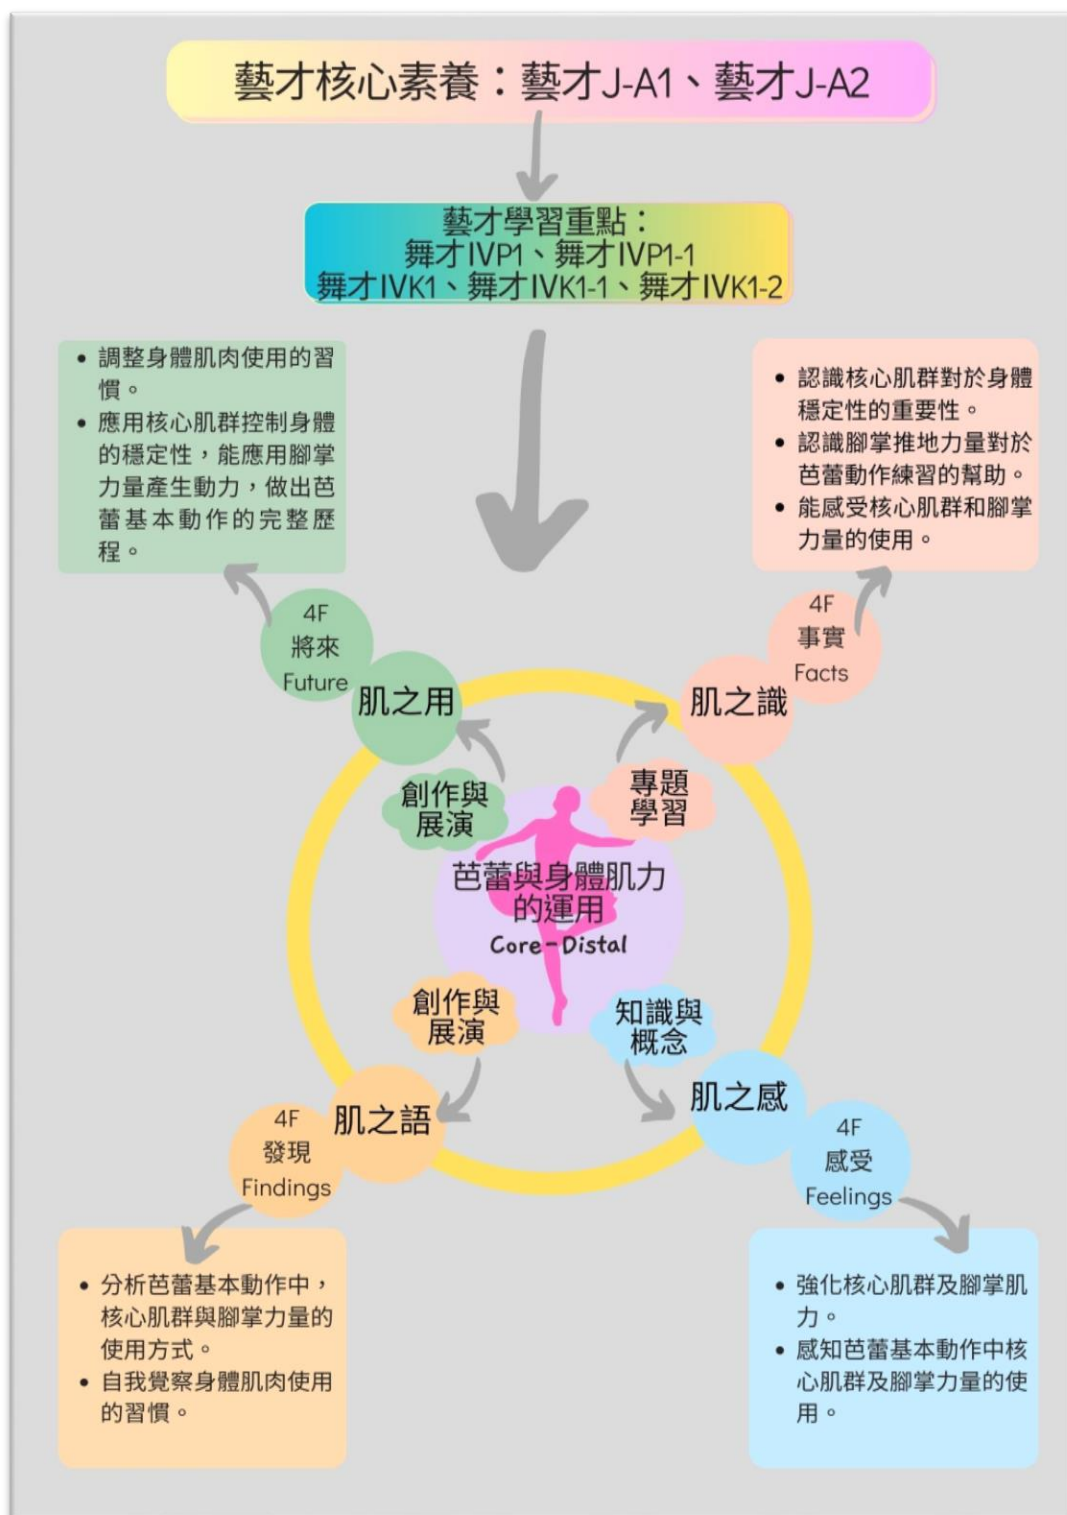 藝才核心素養：藝才J-A1、藝才J-A2
藝才學習重點：
舞才IVP1、舞才IVP1-1
舞才IVK1、舞才IVK1-1、舞才IVK1-2
• 調整身體肌肉使用的習
慣。
• 應用核心肌群控制身體
的穩定性，能應用腳掌
力量產生動力，做出芭
蕾基本動作的完整歷
程。
• 認識核心肌群對於身體
穩定性的重要性。
• 認識腳掌推地力量對於
芭蕾動作練習的幫助。
• 能感受核心肌群和腳掌
力量的使用。
4F
將來
Future
肌之用
4F
事實
Facts
肌之識
創作與
展演
專題
學習
芭蕾與身體肌力
的運用
Core-Distal
創作與
展演
知識與
概念
肌之語
4F
發現
Findings
肌之感
4F
感受
Feelings
• 分析芭蕾基本動作中，
核心肌群與腳掌力量的
使用方式。
• 自我覺察身體肌肉使用
的習慣。
• 強化核心肌群及腳掌肌
力。
• 感知芭蕾基本動作中核
心肌群及腳掌力量的使
用。